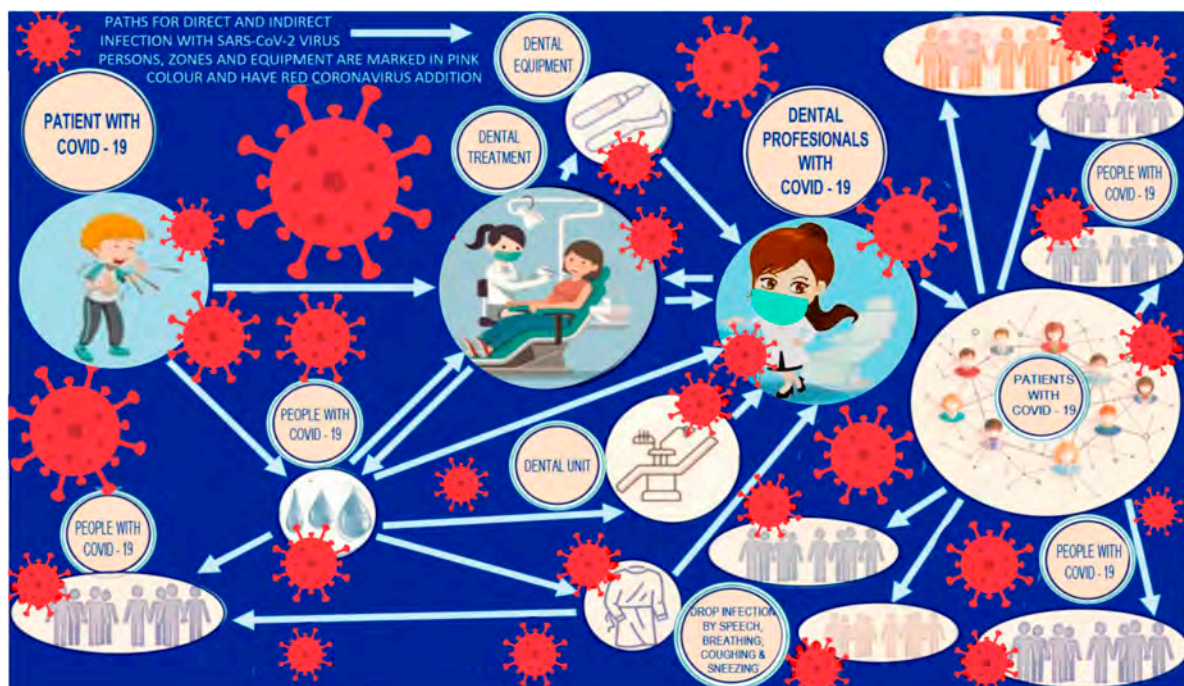 PATHS FOR DIRECT AND INDIRECT
INFECTION WITH SARS-CoV-2 VIRUS
PERSONS, ZONES AND EQUIPMENT ARE MARKED IN PINK
COLOUR AND HAVE RED CORONAVIRUS ADDITION
DENTAL
EQUIPMENT
PATIENT WITH
COVID - 19
DENTAL
TREATMENT
DENTAL
PROFESIONALS
WITH
COVID - 19
PEOPLE WITH
COVID - 19
PATIENTS
WITH
COVID - 19
PEOPLE WITH
COVID - 19
DENTAL UNIT
PEOPLE WITH
COVID - 19
PEOPLE WITH
COVID - 19
DROP INFECTION
BY SPEECH,
BREATHING,
COUGHING &
SNEEZING